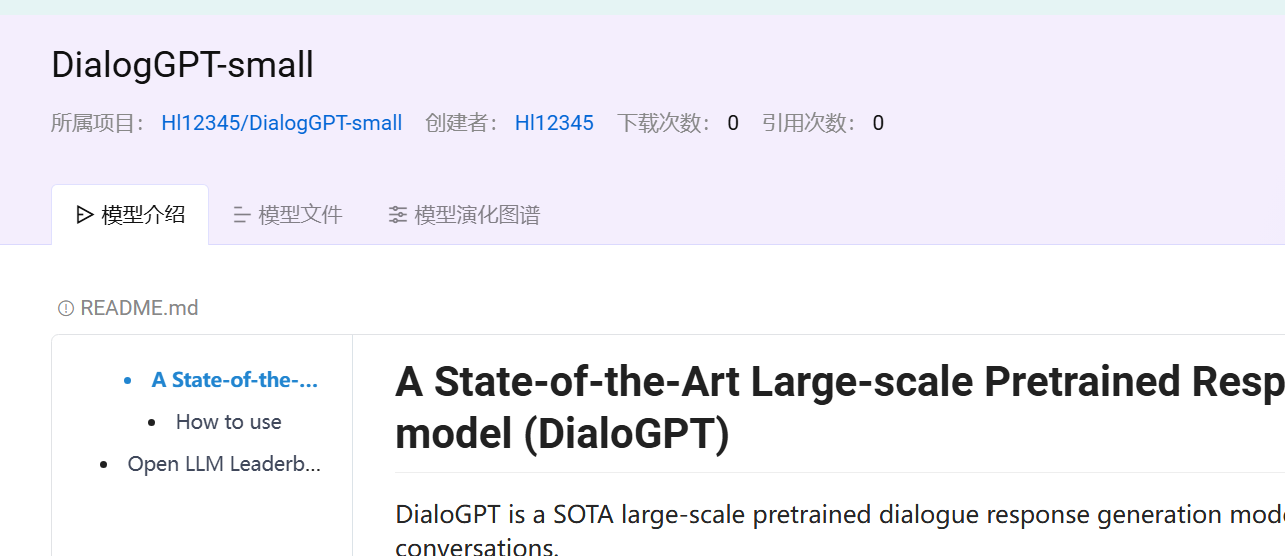 DialogGPT-small
所属项目： Hl12345/DialogGPT-small 创建者： Hl12345 下载次数： 0 引用次数： 0
模型介绍 模型文件 模型演化图谱
README.md
A State-of-the-...
How to use
Open LLM Leaderb...
A State-of-the-Art Large-scale Pretrained Resp
model (DialoGPT)
DialoGPT is a SOTA large-scale pretrained dialogue response generation mode
conversations.